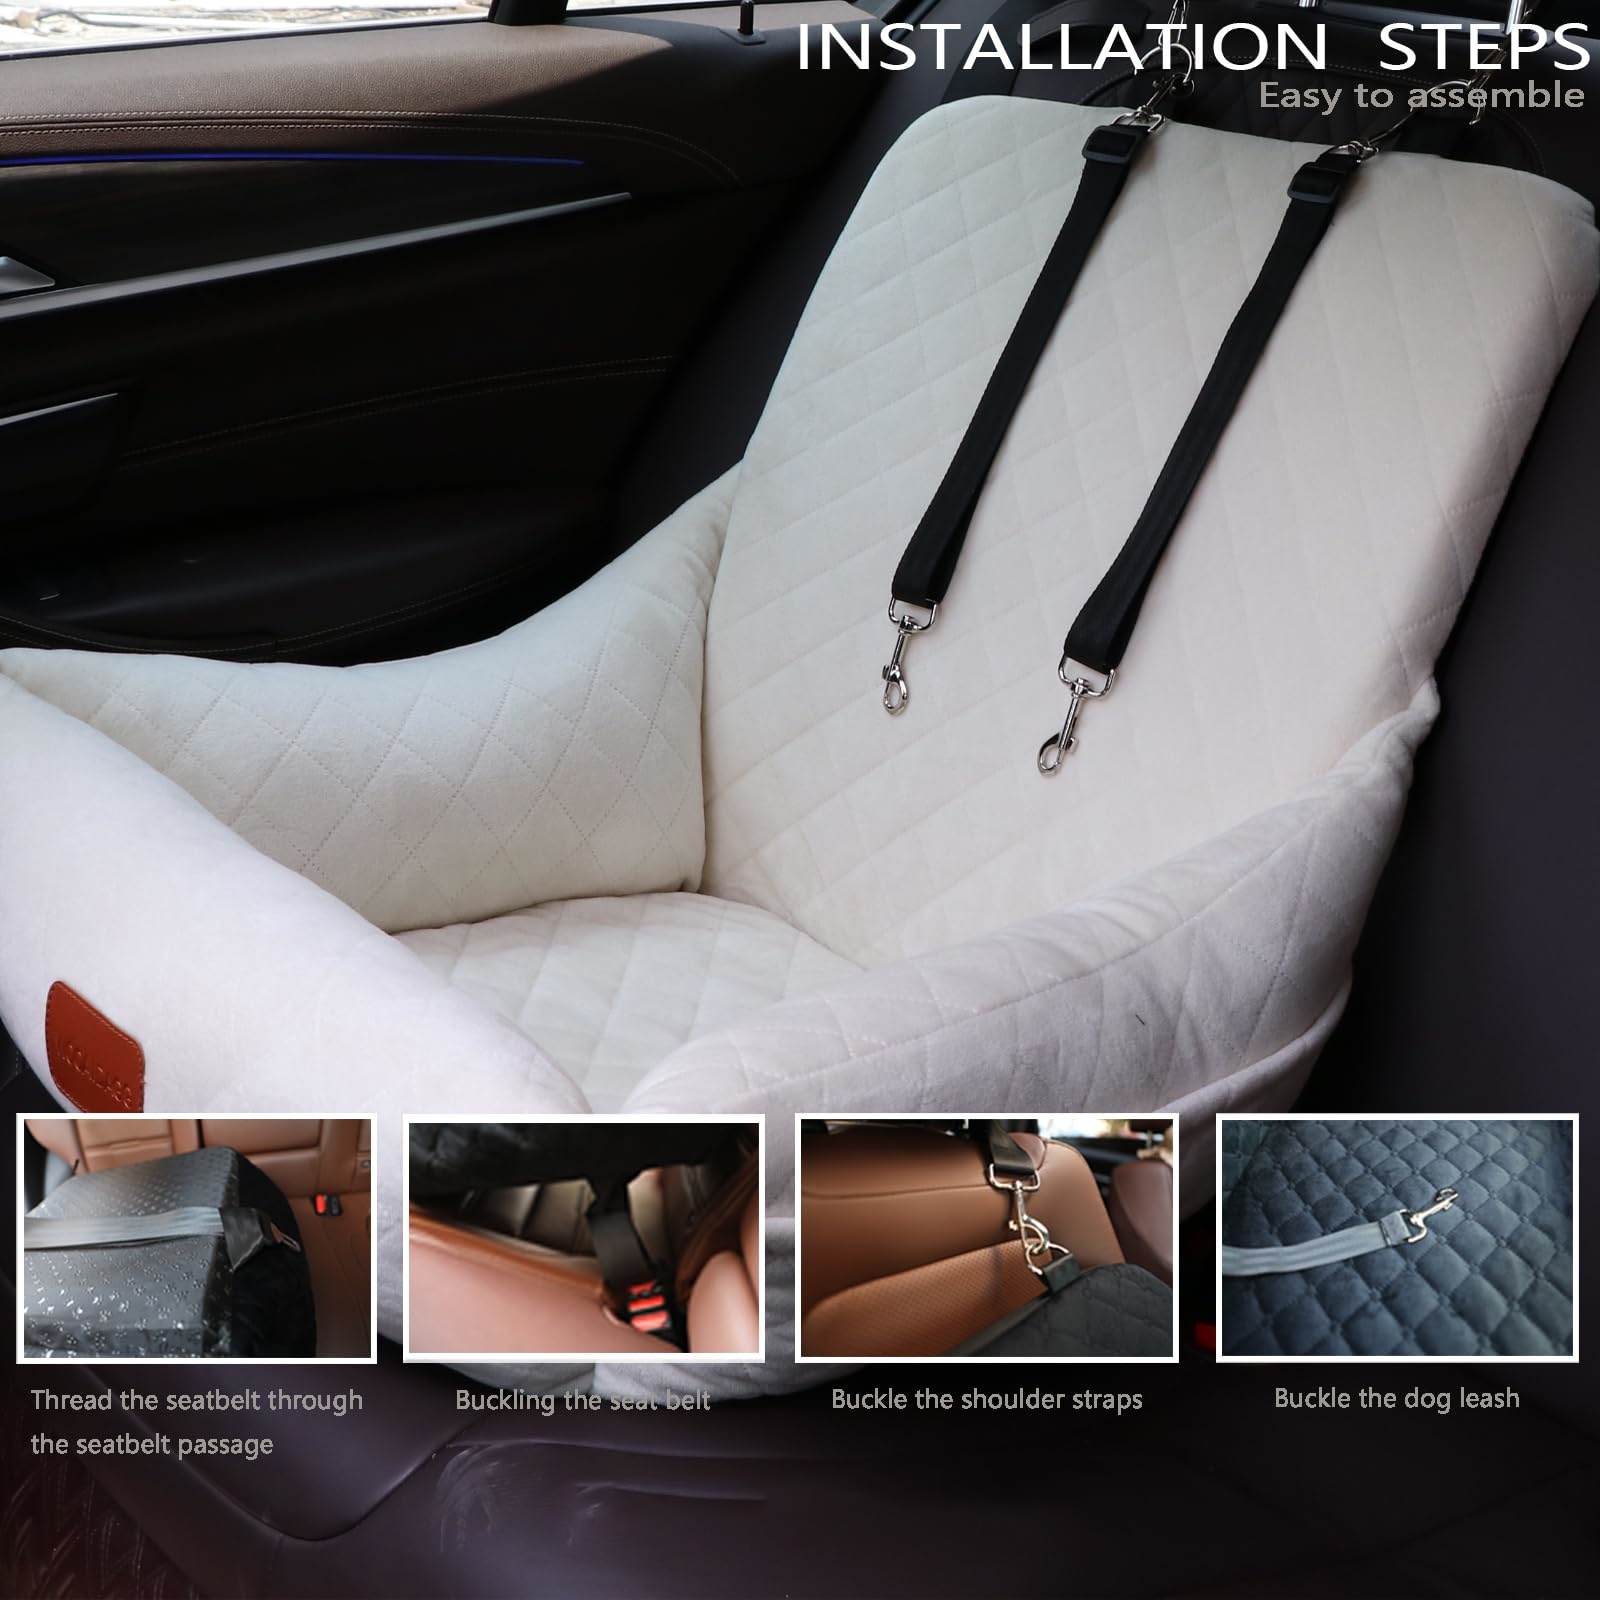 INSTALLATION STEPS
Easy to assemble
Thread the seatbelt through
the seatbelt passage
Buckling the seat belt
Buckle the shoulder straps
Buckle the dog leash